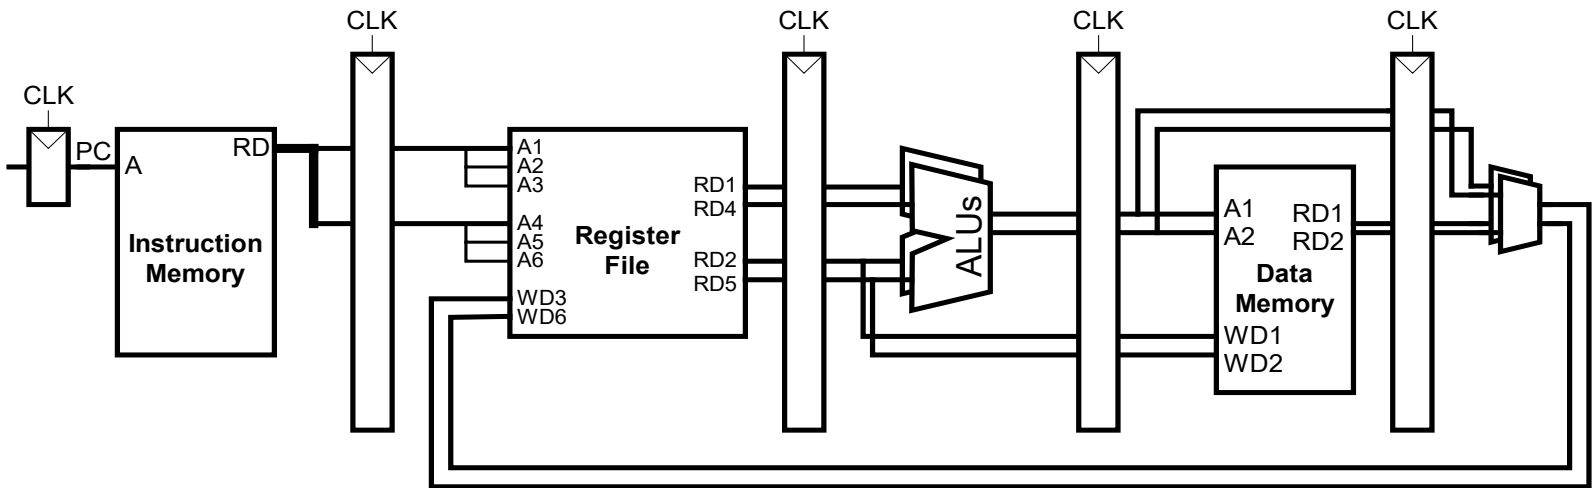 CLK
CLK
CLK
CLK
CLK
PC
A
RD
Instruction
Memory
A1
A2
A3
A4
A5
A6
WD3
WD6
Register
File
RD1
RD4
RD2
RD5
ALUs
A1
A2
RD1
RD2
Data
Memory
WD1
WD2